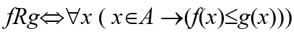 fRg⇔∀x ( x∈A →(f(x)≤g(x)))